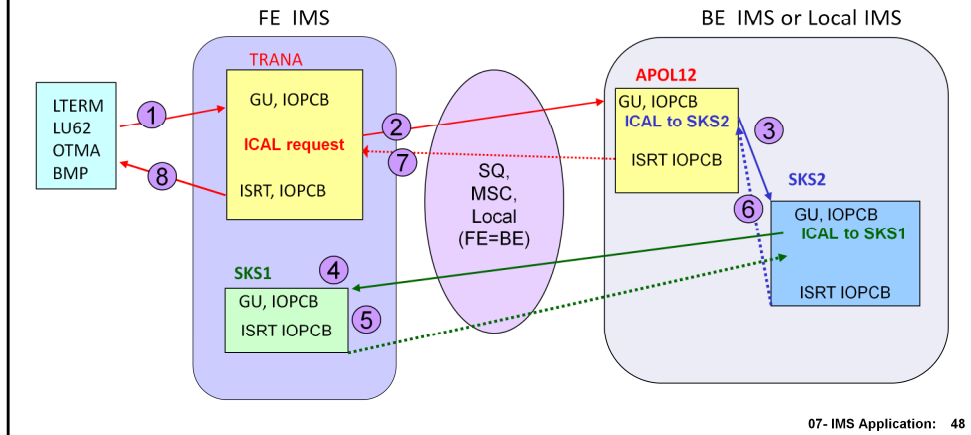 FE IMS
BE IMS or Local IMS
TRANA
GU, IOPCB
ICAL request
ISRT, IOPCB
LTERM
LU62
OTMA
BMP
1
8
2
7
SQ,
MSC,
Local
(FE=BE)
APOL12
GU, IOPCB
ICAL to SKS2
ISRT IOPCB
3
6
SKS2
GU, IOPCB
ICAL to SKS1
ISRT IOPCB
SKS1
4
GU, IOPCB
ISRT IOPCB
5
07- IMS Application: 48